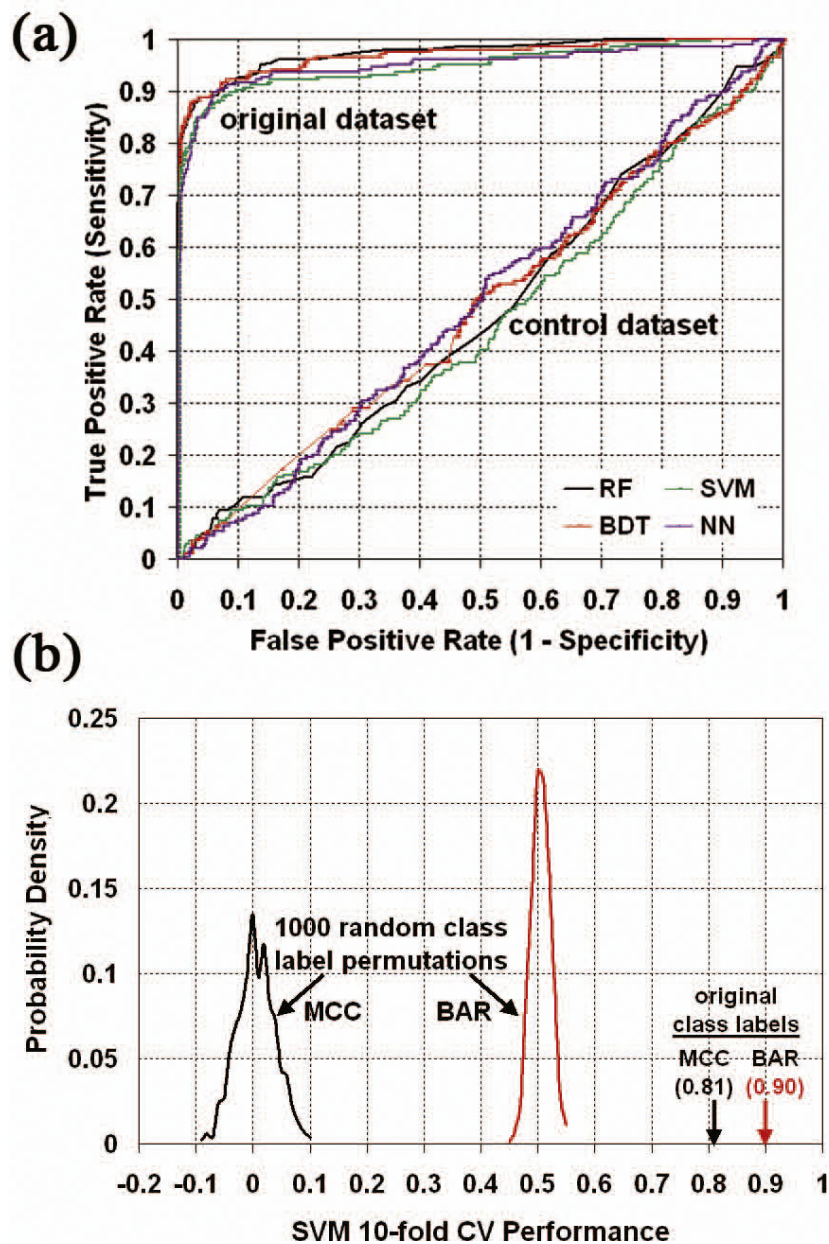 (a)
True Positive Rate (Sensitivity)
1
0.9
0.8
0.7
0.6
0.5
0.4
0.3
0.2
0.1
0
original dataset
control dataset
RF
SVM
BDT
NN
0 0.1 0.2 0.3 0.4 0.5 0.6 0.7 0.8 0.9 1
False Positive Rate (1 - Specificity)
(b)
Probability Density
0.25
0.2
0.15
0.1
0.05
0
1000 random class
label permutations
MCC
BAR
original
class labels
MCC BAR
(0.81) (0.90)
-0.2 -0.1 0 0.1 0.2 0.3 0.4 0.5 0.6 0.7 0.8 0.9 1
SVM 10-fold CV Performance